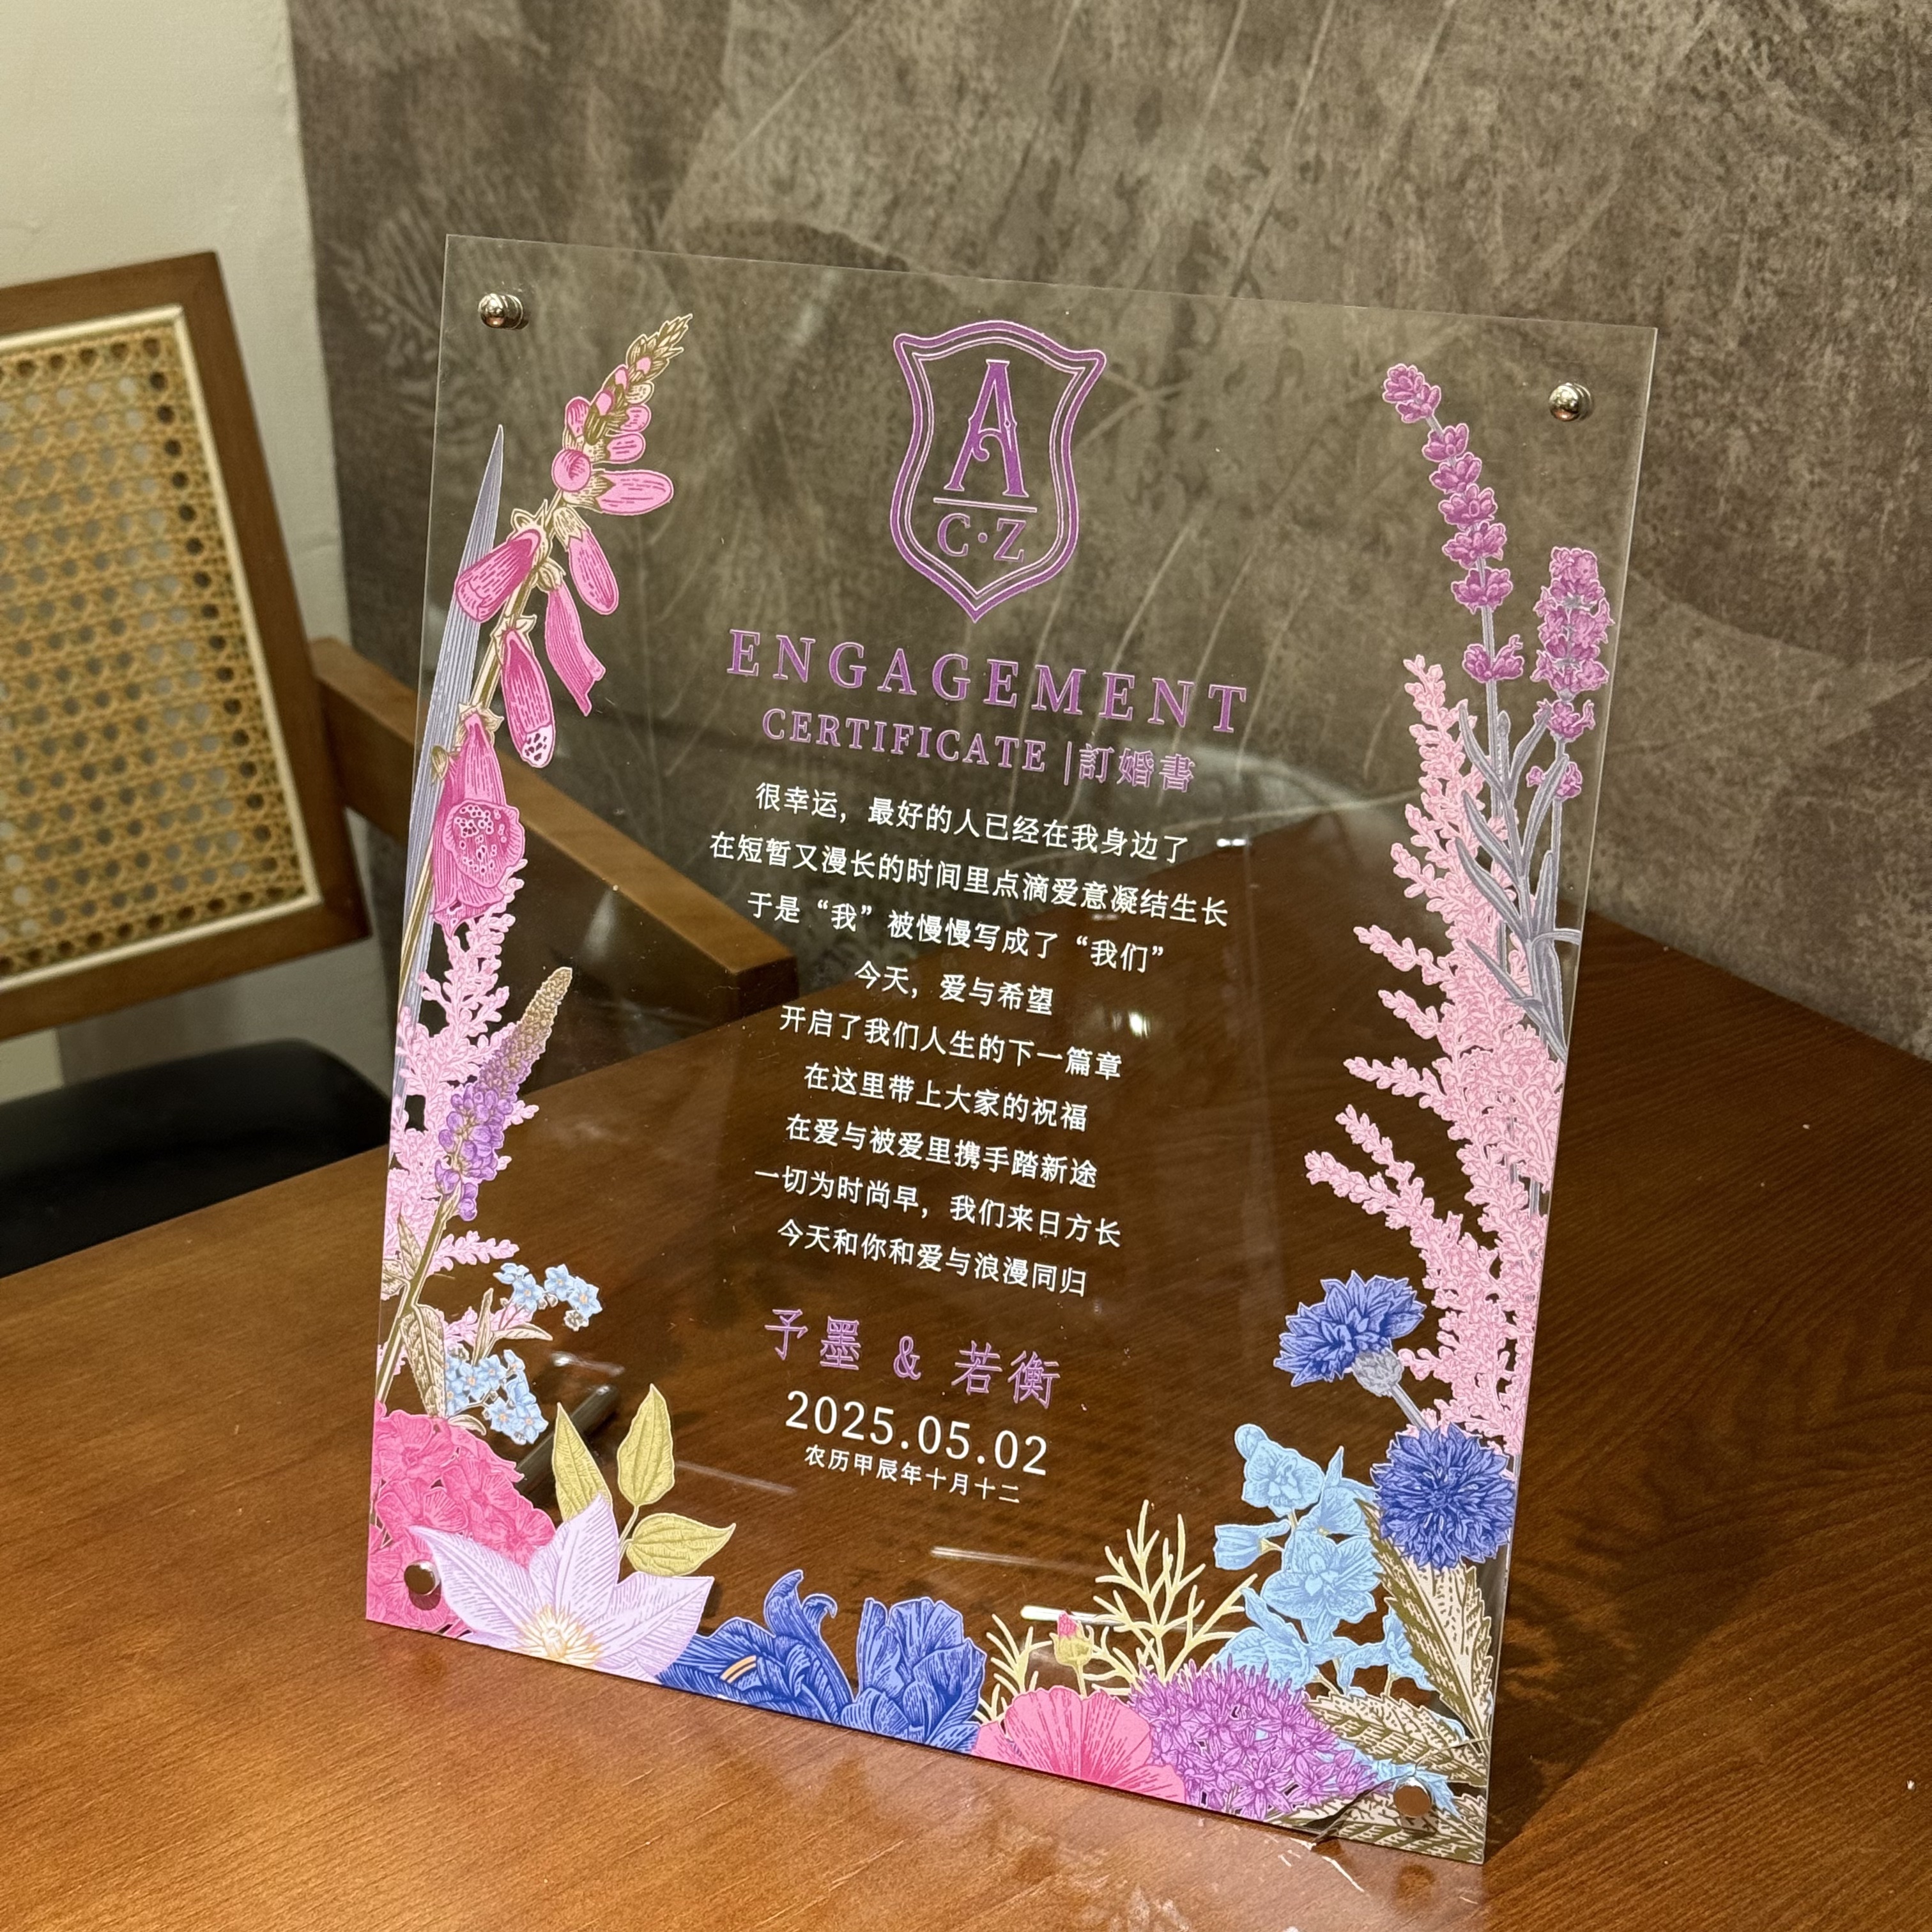 A
C·Z
ENGAGEMENT
CERTIFICATE |訂婚書
很幸运，最好的人已经在我身边了
在短暂又漫长的时间里点滴爱意凝结生长
于是“我”被慢慢写成了“我们”
今天，爱与希望
开启了我们人生的下一篇章
在这里带上大家的祝福
在爱与被爱里携手踏新途
一切为时尚早，我们来日方长
今天和你和爱与浪漫同归
予墨 & 若衡
2025.05.02
农历甲辰年十月十二